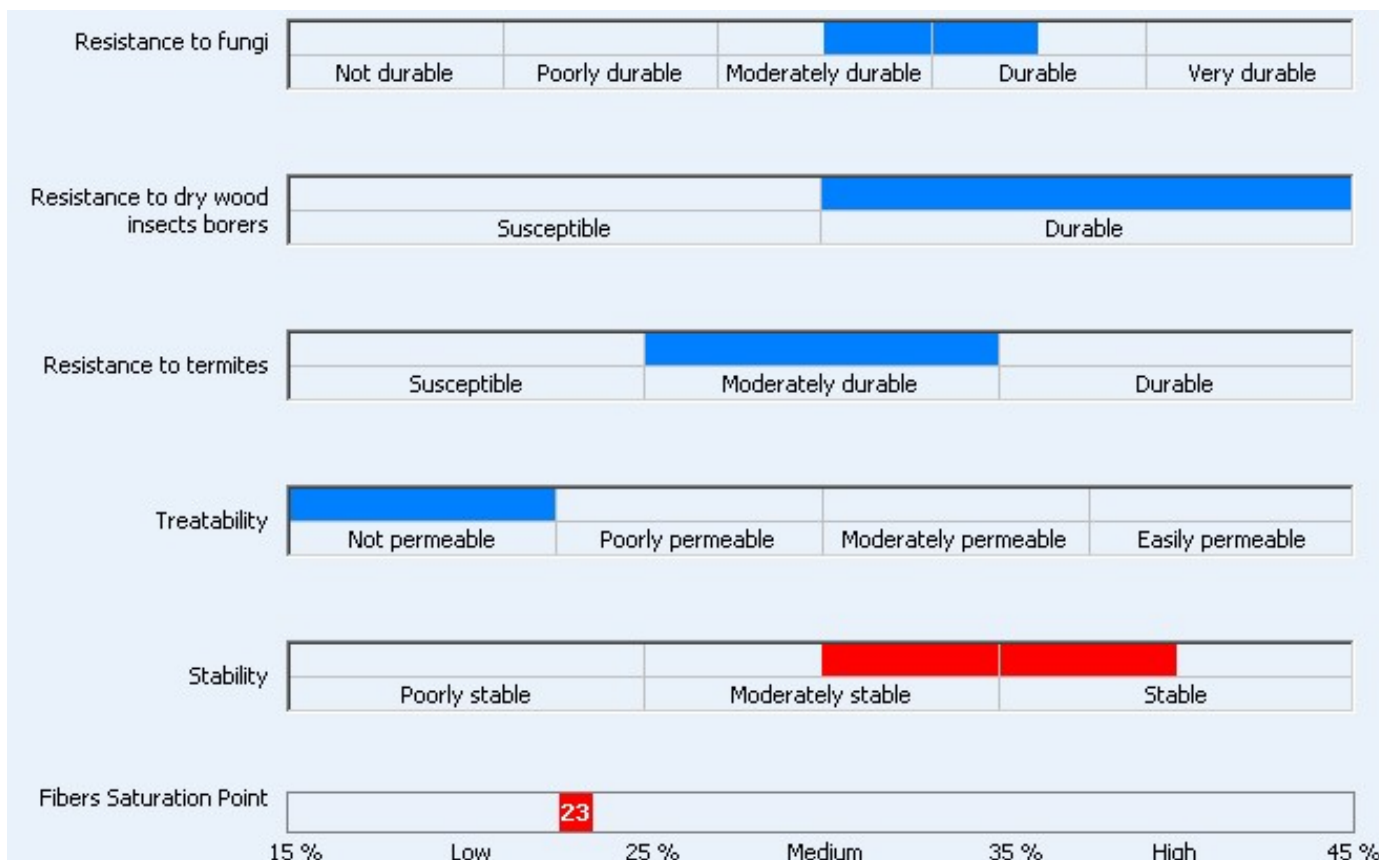 Resistance to fungi
Not durable Poorly durable Moderately durable Durable Very durable
Resistance to dry wood
insects borers
Susceptible Durable
Resistance to termites
Susceptible Moderately durable Durable
Treatability
Not permeable Poorly permeable Moderately permeable Easily permeable
Stability
Poorly stable Moderately stable Stable
Fibers Saturation Point
23
15 % Low 25 % Medium 35 % High 45 %